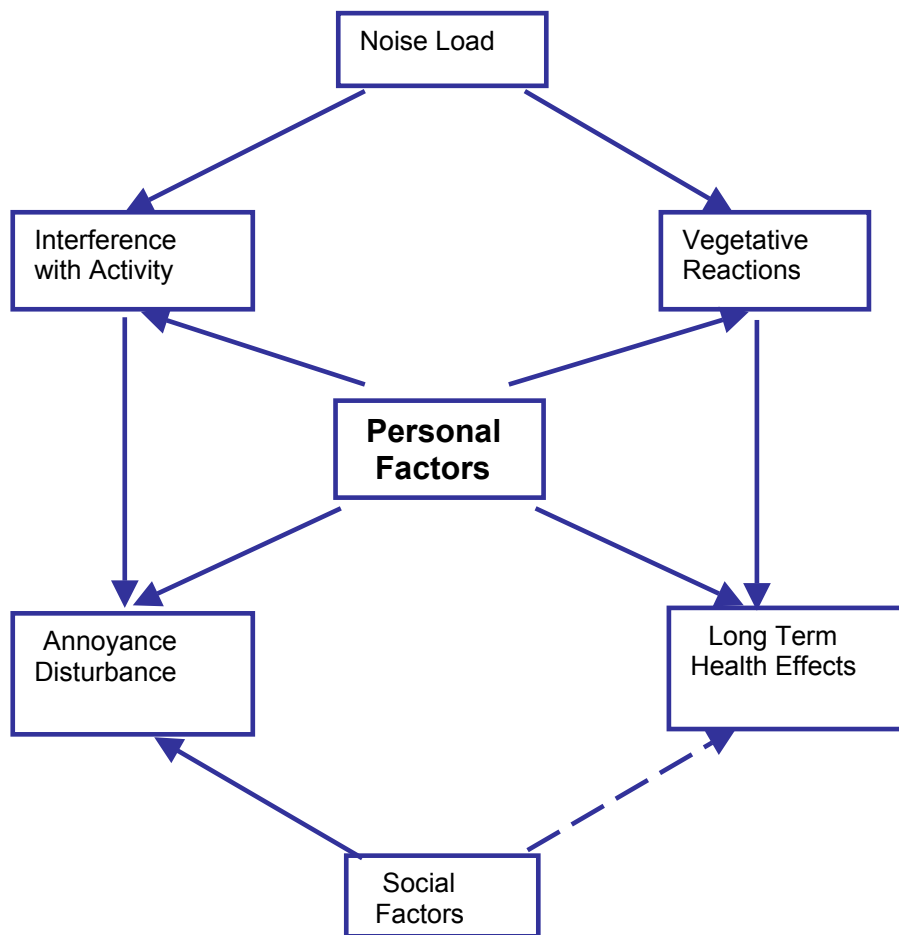 Noise Load
Interference
with Activity
Vegetative
Reactions
Personal
Factors
Annoyance
Disturbance
Long Term
Health Effects
Social
Factors